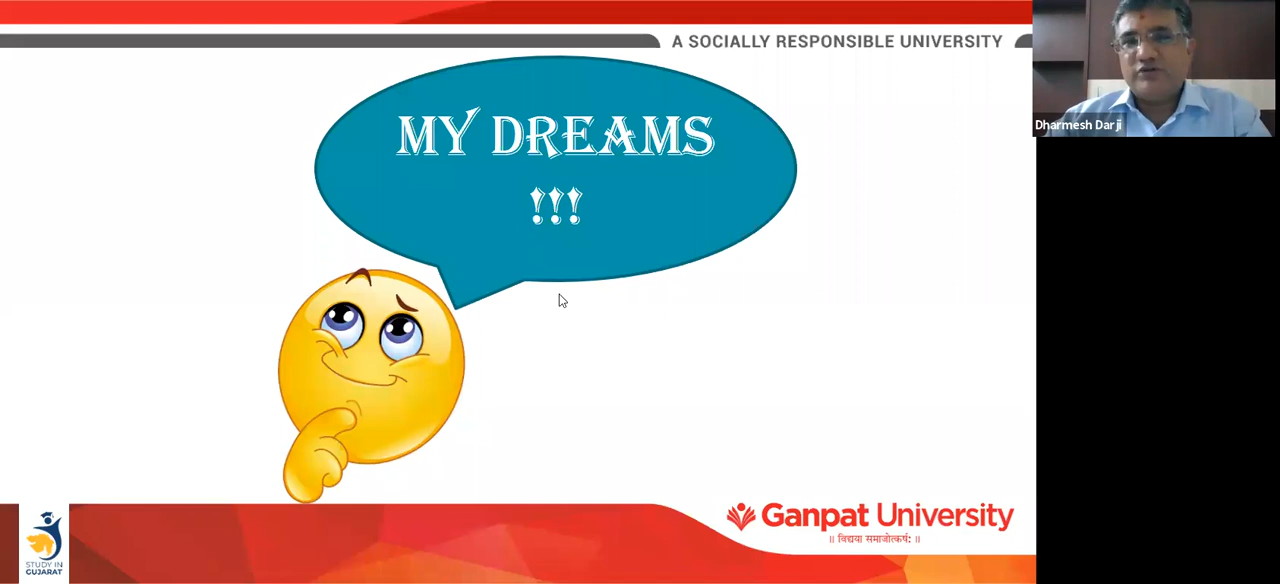 A SOCIALLY RESPONSIBLE UNIVERSITY
MY DREAMS
!!!
Dharmesh Darji
Ganpat University
॥ विद्यया समाजोत्कर्षः ॥
STUDY IN
GUJARAT